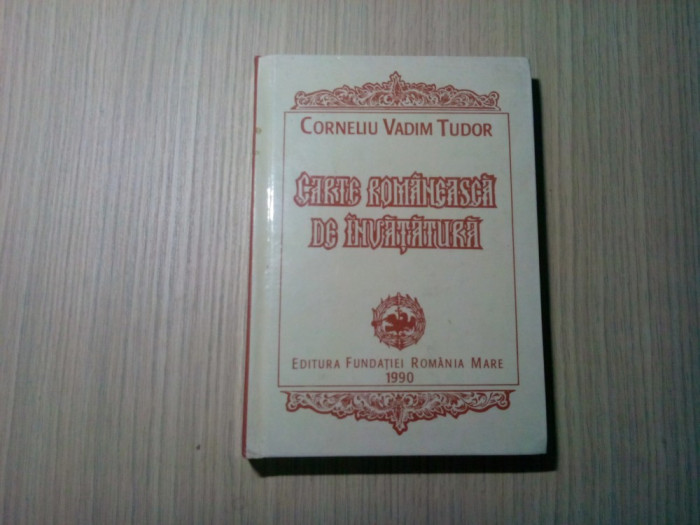 CORNELIU VADIM TUDOR
CARTE ROMÂNEASCĂ
DE ÎNVĂȚĂTURĂ
EDITURA FUNDAȚIEI ROMÂNIA MARE
1990